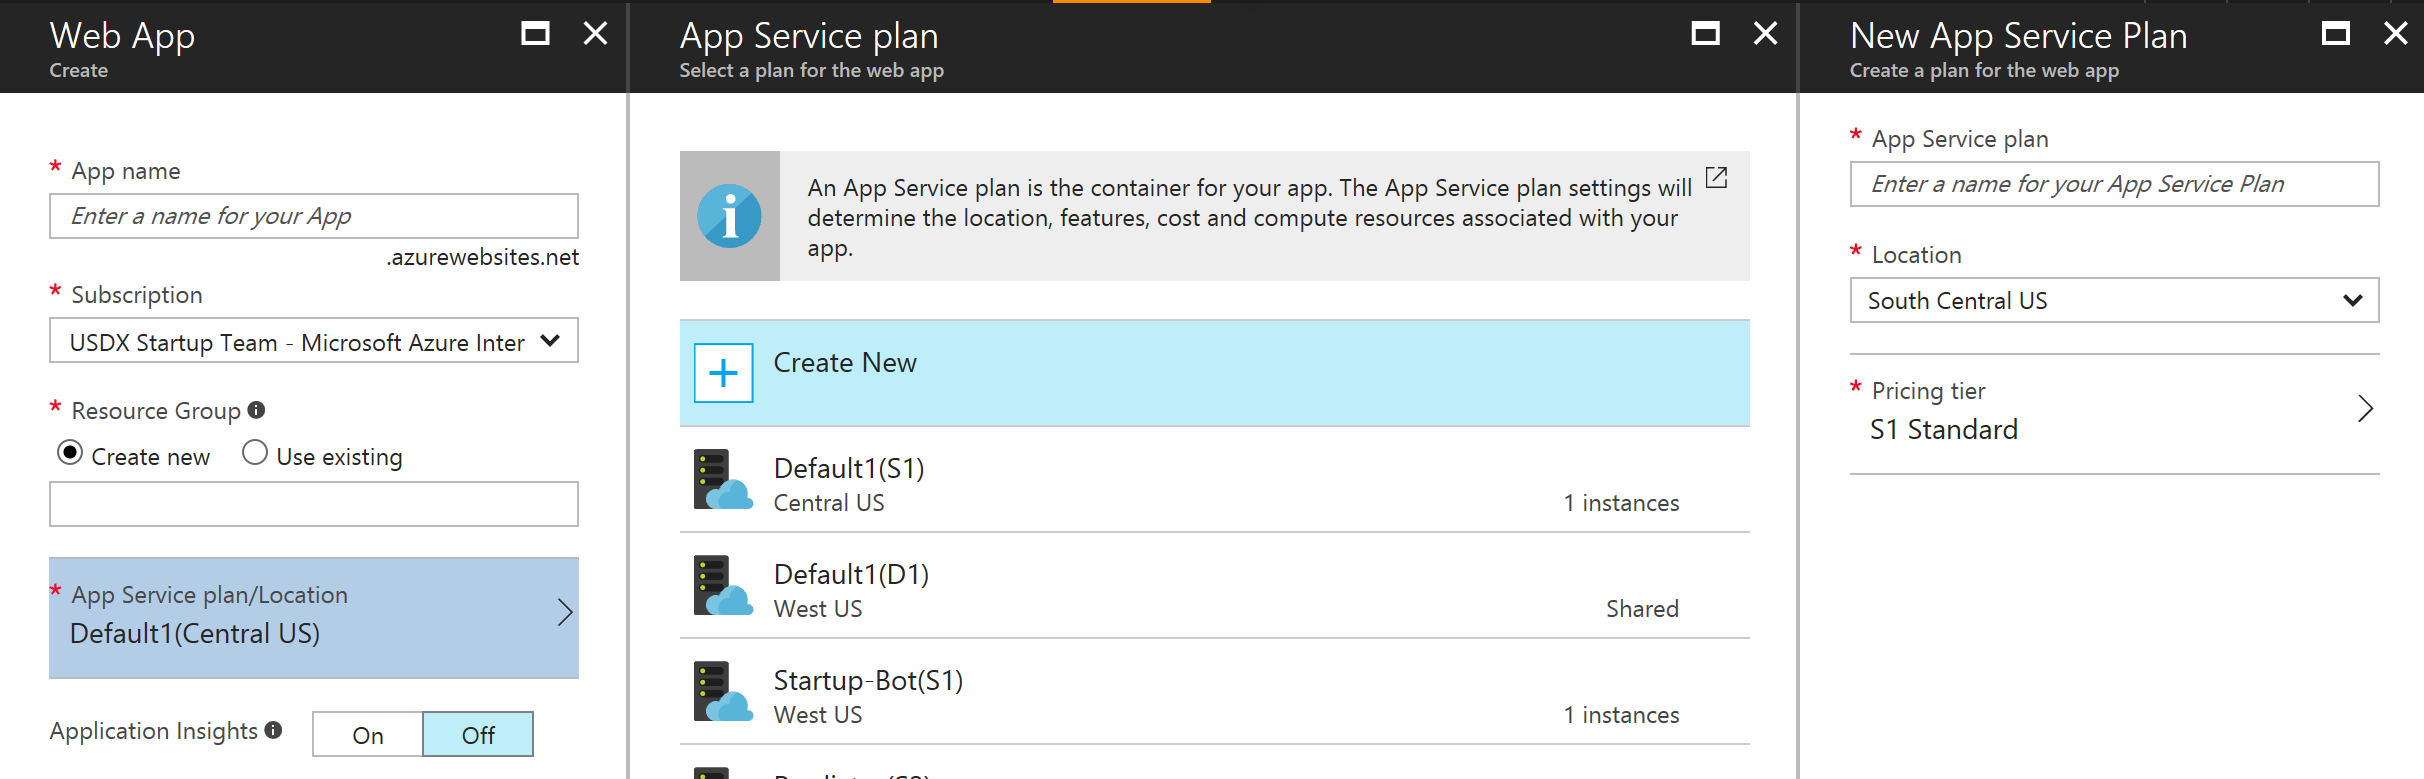 Web App
Create
* App name
Enter a name for your App
.azurewebsites.net
* Subscription
USDX Startup Team - Microsoft Azure Inter
* Resource Group
Create new
Use existing
* App Service plan/Location
Default1(Central US)
Application Insights
On
Off
App Service plan
Select a plan for the web app
An App Service plan is the container for your app. The App Service plan settings will
determine the location, features, cost and compute resources associated with your
app.
Create New
Default1(S1)
Central US
1 instances
Default1(D1)
West US
Shared
Startup-Bot(S1)
West US
1 instances
New App Service Plan
Create a plan for the web app
* App Service plan
Enter a name for your App Service Plan
* Location
South Central US
* Pricing tier
S1 Standard